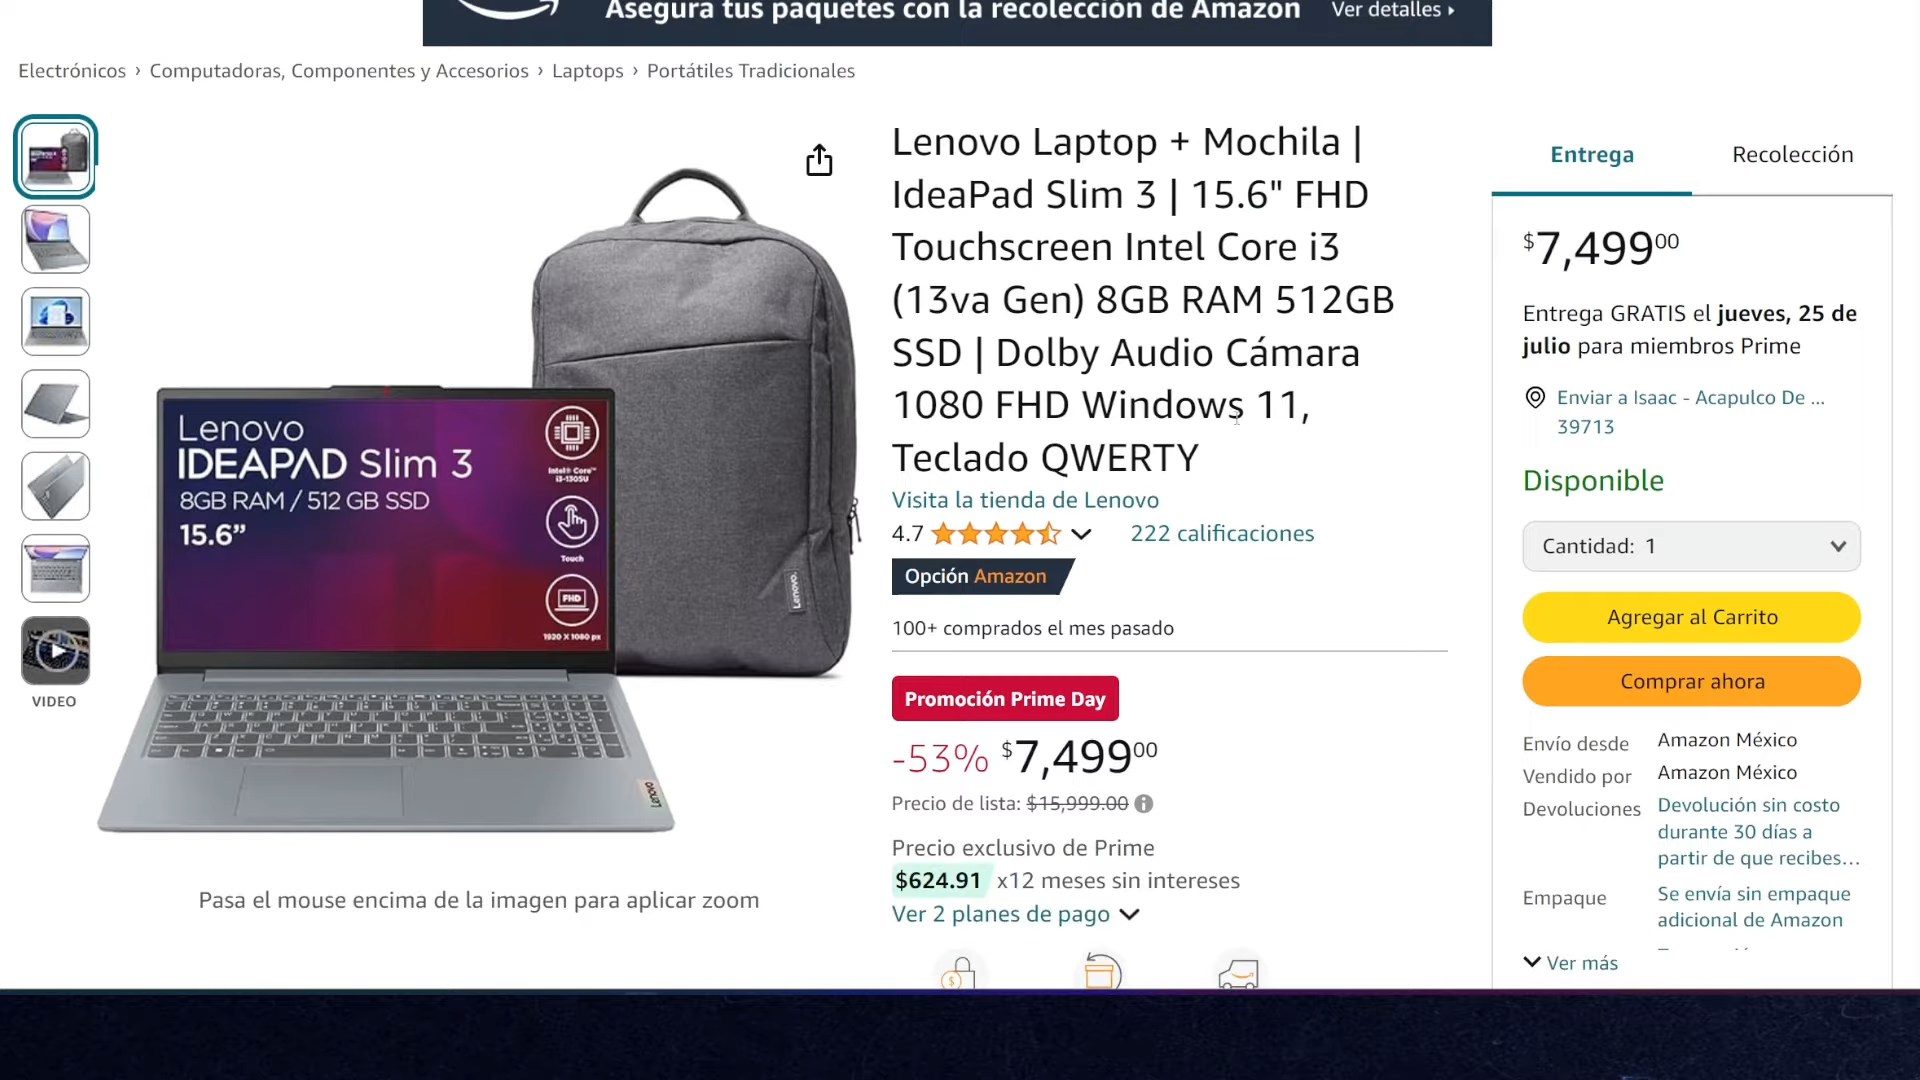 Asegura tus paquetes con la recolección de Amazon Ver detalles
Electrónicos › Computadoras, Componentes y Accesorios › Laptops › Portátiles Tradicionales
VIDEO
Lenovo
IDEAPAD Slim 3
8GB RAM / 512 GB SSD
15.6”
Intel® Core™
i3-1305U
Touch
FHD
1920 X 1080 px
Lenovo
Lenovo.
Pasa el mouse encima de la imagen para aplicar zoom
Lenovo Laptop + Mochila |
IdeaPad Slim 3 | 15.6" FHD
Touchscreen Intel Core i3
(13va Gen) 8GB RAM 512GB
SSD | Dolby Audio Cámara
1080 FHD Windows 11,
Teclado QWERTY
Visita la tienda de Lenovo
4.7 222 calificaciones
Opción Amazon
100+ comprados el mes pasado
Promoción Prime Day
-53% $7,49900
Precio de lista: $15,999.00
Precio exclusivo de Prime
$624.91 x12 meses sin intereses
Ver 2 planes de pago
Entrega Recolección
$7,49900
Entrega GRATIS el jueves, 25 de
julio para miembros Prime
Enviar a Isaac - Acapulco De ...
39713
Disponible
Cantidad: 1
Agregar al Carrito
Comprar ahora
Envío desde Amazon México
Vendido por Amazon México
Devoluciones Devolución sin costo
durante 30 días a
partir de que recibes...
Empaque Se envía sin empaque
adicional de Amazon
Ver más